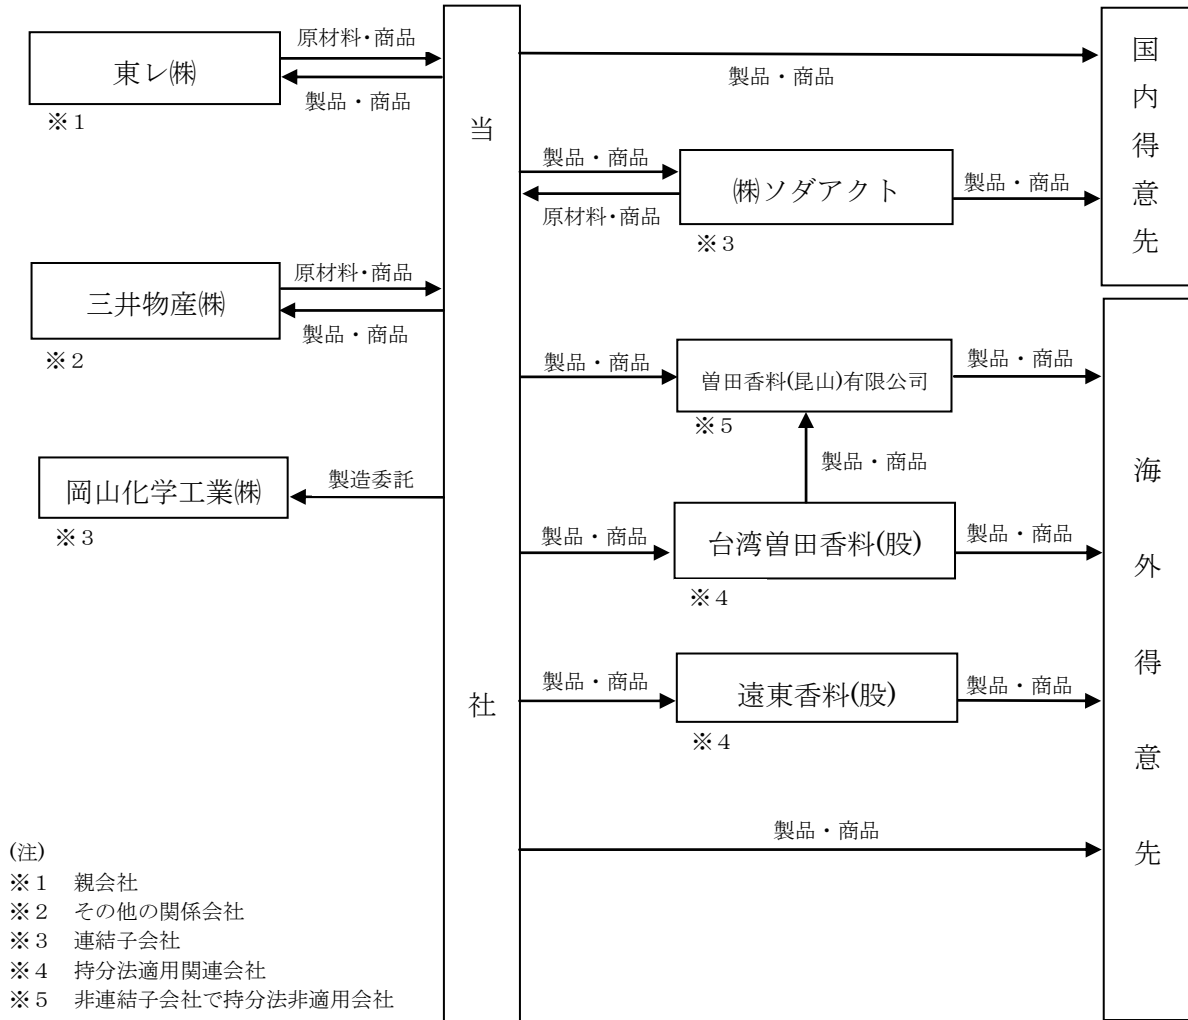 東レ㈱
※１
原材料・商品
製品・商品
三井物産㈱
※２
原材料・商品
製品・商品
岡山化学工業㈱
※３
製造委託
当
社
製品・商品
製品・商品
原材料・商品
㈱ソダアクト
※３
製品・商品
製品・商品
曽田香料(昆山)有限公司
※５
製品・商品
製品・商品
製品・商品
台湾曽田香料(股)
※４
製品・商品
製品・商品
遠東香料(股)
※４
製品・商品
製品・商品
国
内
得
意
先
海
外
得
意
先
(注)
※１　親会社
※２　その他の関係会社
※３　連結子会社
※４　持分法適用関連会社
※５　非連結子会社で持分法非適用会社